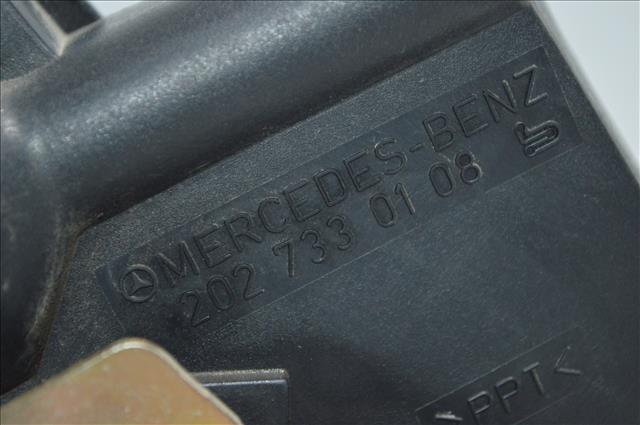 MERCEDES-BENZ
202 733 01 08
>PPT<